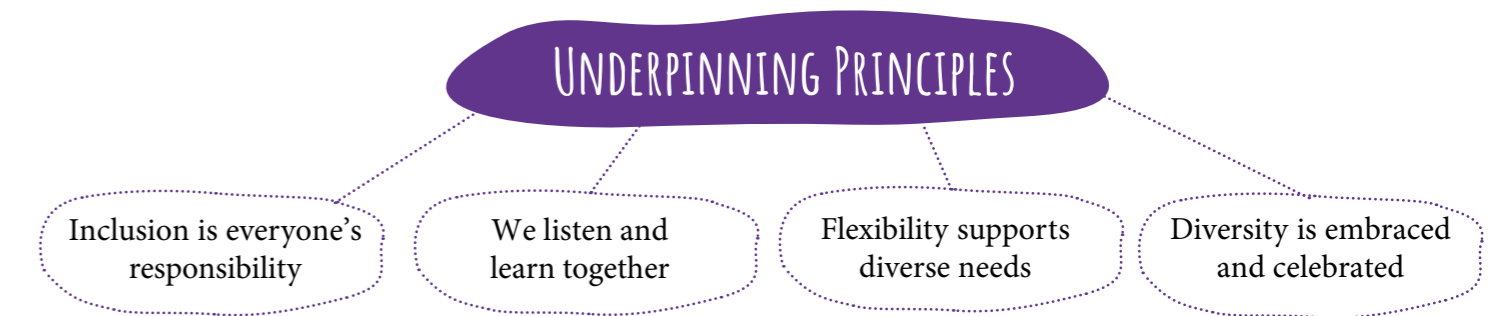 Underpinning Principles
Inclusion is everyone’s
responsibility
We listen and
learn together
Flexibility supports
diverse needs
Diversity is embraced
and celebrated